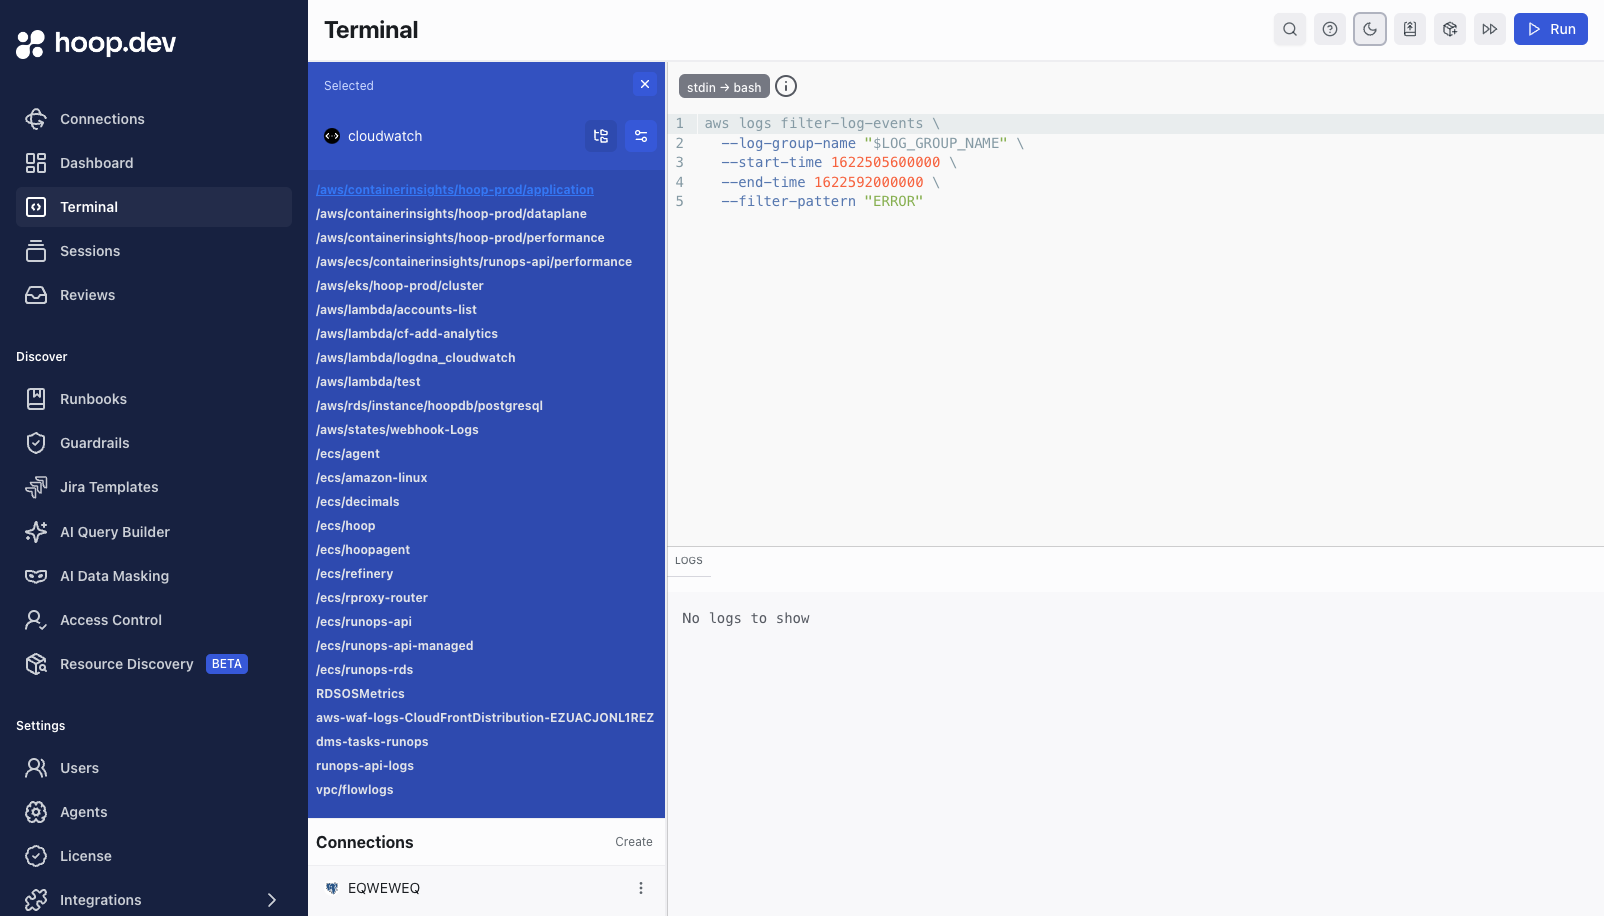 hoop.dev
Connections
Dashboard
Terminal
Sessions
Reviews
Discover
Runbooks
Guardrails
Jira Templates
AI Query Builder
AI Data Masking
Access Control
Resource Discovery BETA
Settings
Users
Agents
License
Integrations
Terminal
Run
Selected
cloudwatch
/aws/containerinsights/hoop-prod/application
/aws/containerinsights/hoop-prod/dataplane
/aws/containerinsights/hoop-prod/performance
/aws/ecs/containerinsights/runops-api/performance
/aws/eks/hoop-prod/cluster
/aws/lambda/accounts-list
/aws/lambda/cf-add-analytics
/aws/lambda/logdna_cloudwatch
/aws/lambda/test
/aws/rds/instance/hoopdb/postgresql
/aws/states/webhook-Logs
/ecs/agent
/ecs/amazon-linux
/ecs/decimals
/ecs/hoop
/ecs/hoopagent
/ecs/refinery
/ecs/rproxy-router
/ecs/runops-api
/ecs/runops-api-managed
/ecs/runops-rds
RDSOSMetrics
aws-waf-logs-CloudFrontDistribution-EZUACJONL1REZ
dms-tasks-runops
runops-api-logs
vpc/flowlogs
Connections Create
EQWEWEQ
stdin → bash
1 aws logs filter-log-events \
2 --log-group-name "$LOG_GROUP_NAME" \
3 --start-time 1622505600000 \
4 --end-time 1622592000000 \
5 --filter-pattern "ERROR"
LOGS
No logs to show